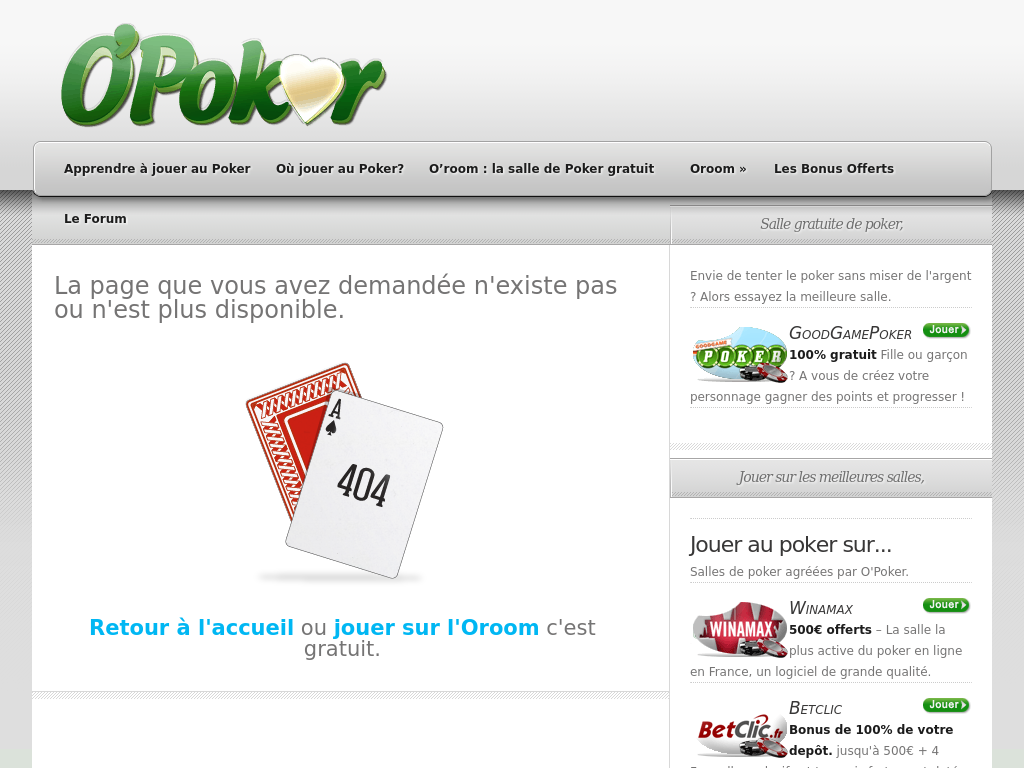 O'Poker
Apprendre à jouer au Poker
Où jouer au Poker?
O’room : la salle de Poker gratuit
Oroom »
Les Bonus Offerts
Le Forum
La page que vous avez demandée n'existe pas
ou n'est plus disponible.
A
404
Retour à l'accueil ou jouer sur l'Oroom c'est
gratuit.
Salle gratuite de poker,
Envie de tenter le poker sans miser de l'argent
? Alors essayez la meilleure salle.
GOODGAME
POKER
GoodGamePoker
Jouer
100% gratuit Fille ou garçon
? A vous de créez votre
personnage gagner des points et progresser !
Jouer sur les meilleures salles,
Jouer au poker sur...
Salles de poker agréées par O'Poker.
WINAMAX
Winamax
Jouer
500€ offerts – La salle la
plus active du poker en ligne
en France, un logiciel de grande qualité.
BetClic.fr
Betclic
Jouer
Bonus de 100% de votre
depôt. jusqu'à 500€ + 4